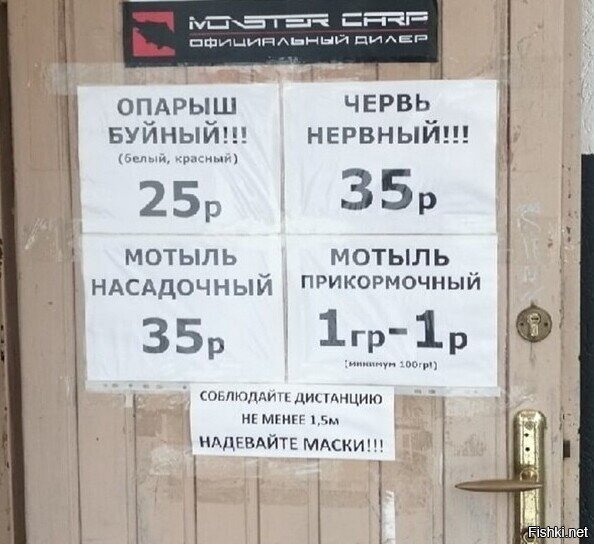 MONSTER CARP
ОФИЦИАЛЬНЫЙ ДИЛЕР
ОПАРЫШ
БУЙНЫЙ!!!
(белый, красный)
25р
ЧЕРВЬ
НЕРВНЫЙ!!!
35р
МОТЫЛЬ
НАСАДОЧНЫЙ
35р
МОТЫЛЬ
ПРИКОРМОЧНЫЙ
1гр-1р
(минимум 100гр!)
СОБЛЮДАЙТЕ ДИСТАНЦИЮ
НЕ МЕНЕЕ 1,5м
НАДЕВАЙТЕ МАСКИ!!!
Fishki.net